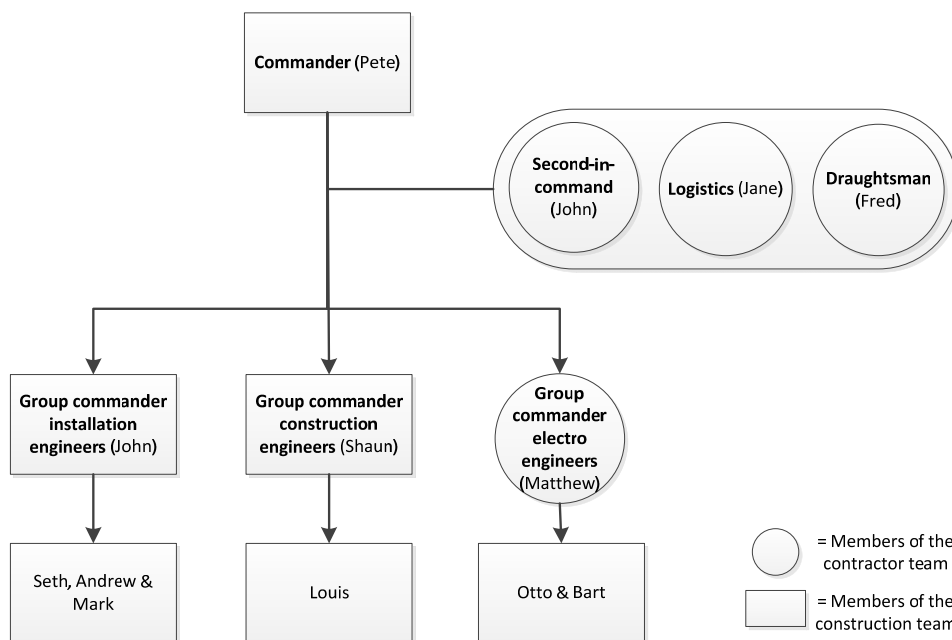 Commander (Pete)
Second-in-
command
(John)
Logistics (Jane)
Draughtsman
(Fred)
Group commander
installation
engineers (John)
Group commander
construction
engineers (Shaun)
Group
commander
electro
engineers
(Matthew)
Seth, Andrew &
Mark
Louis
Otto & Bart
= Members of the
contractor team
= Members of the
construction team